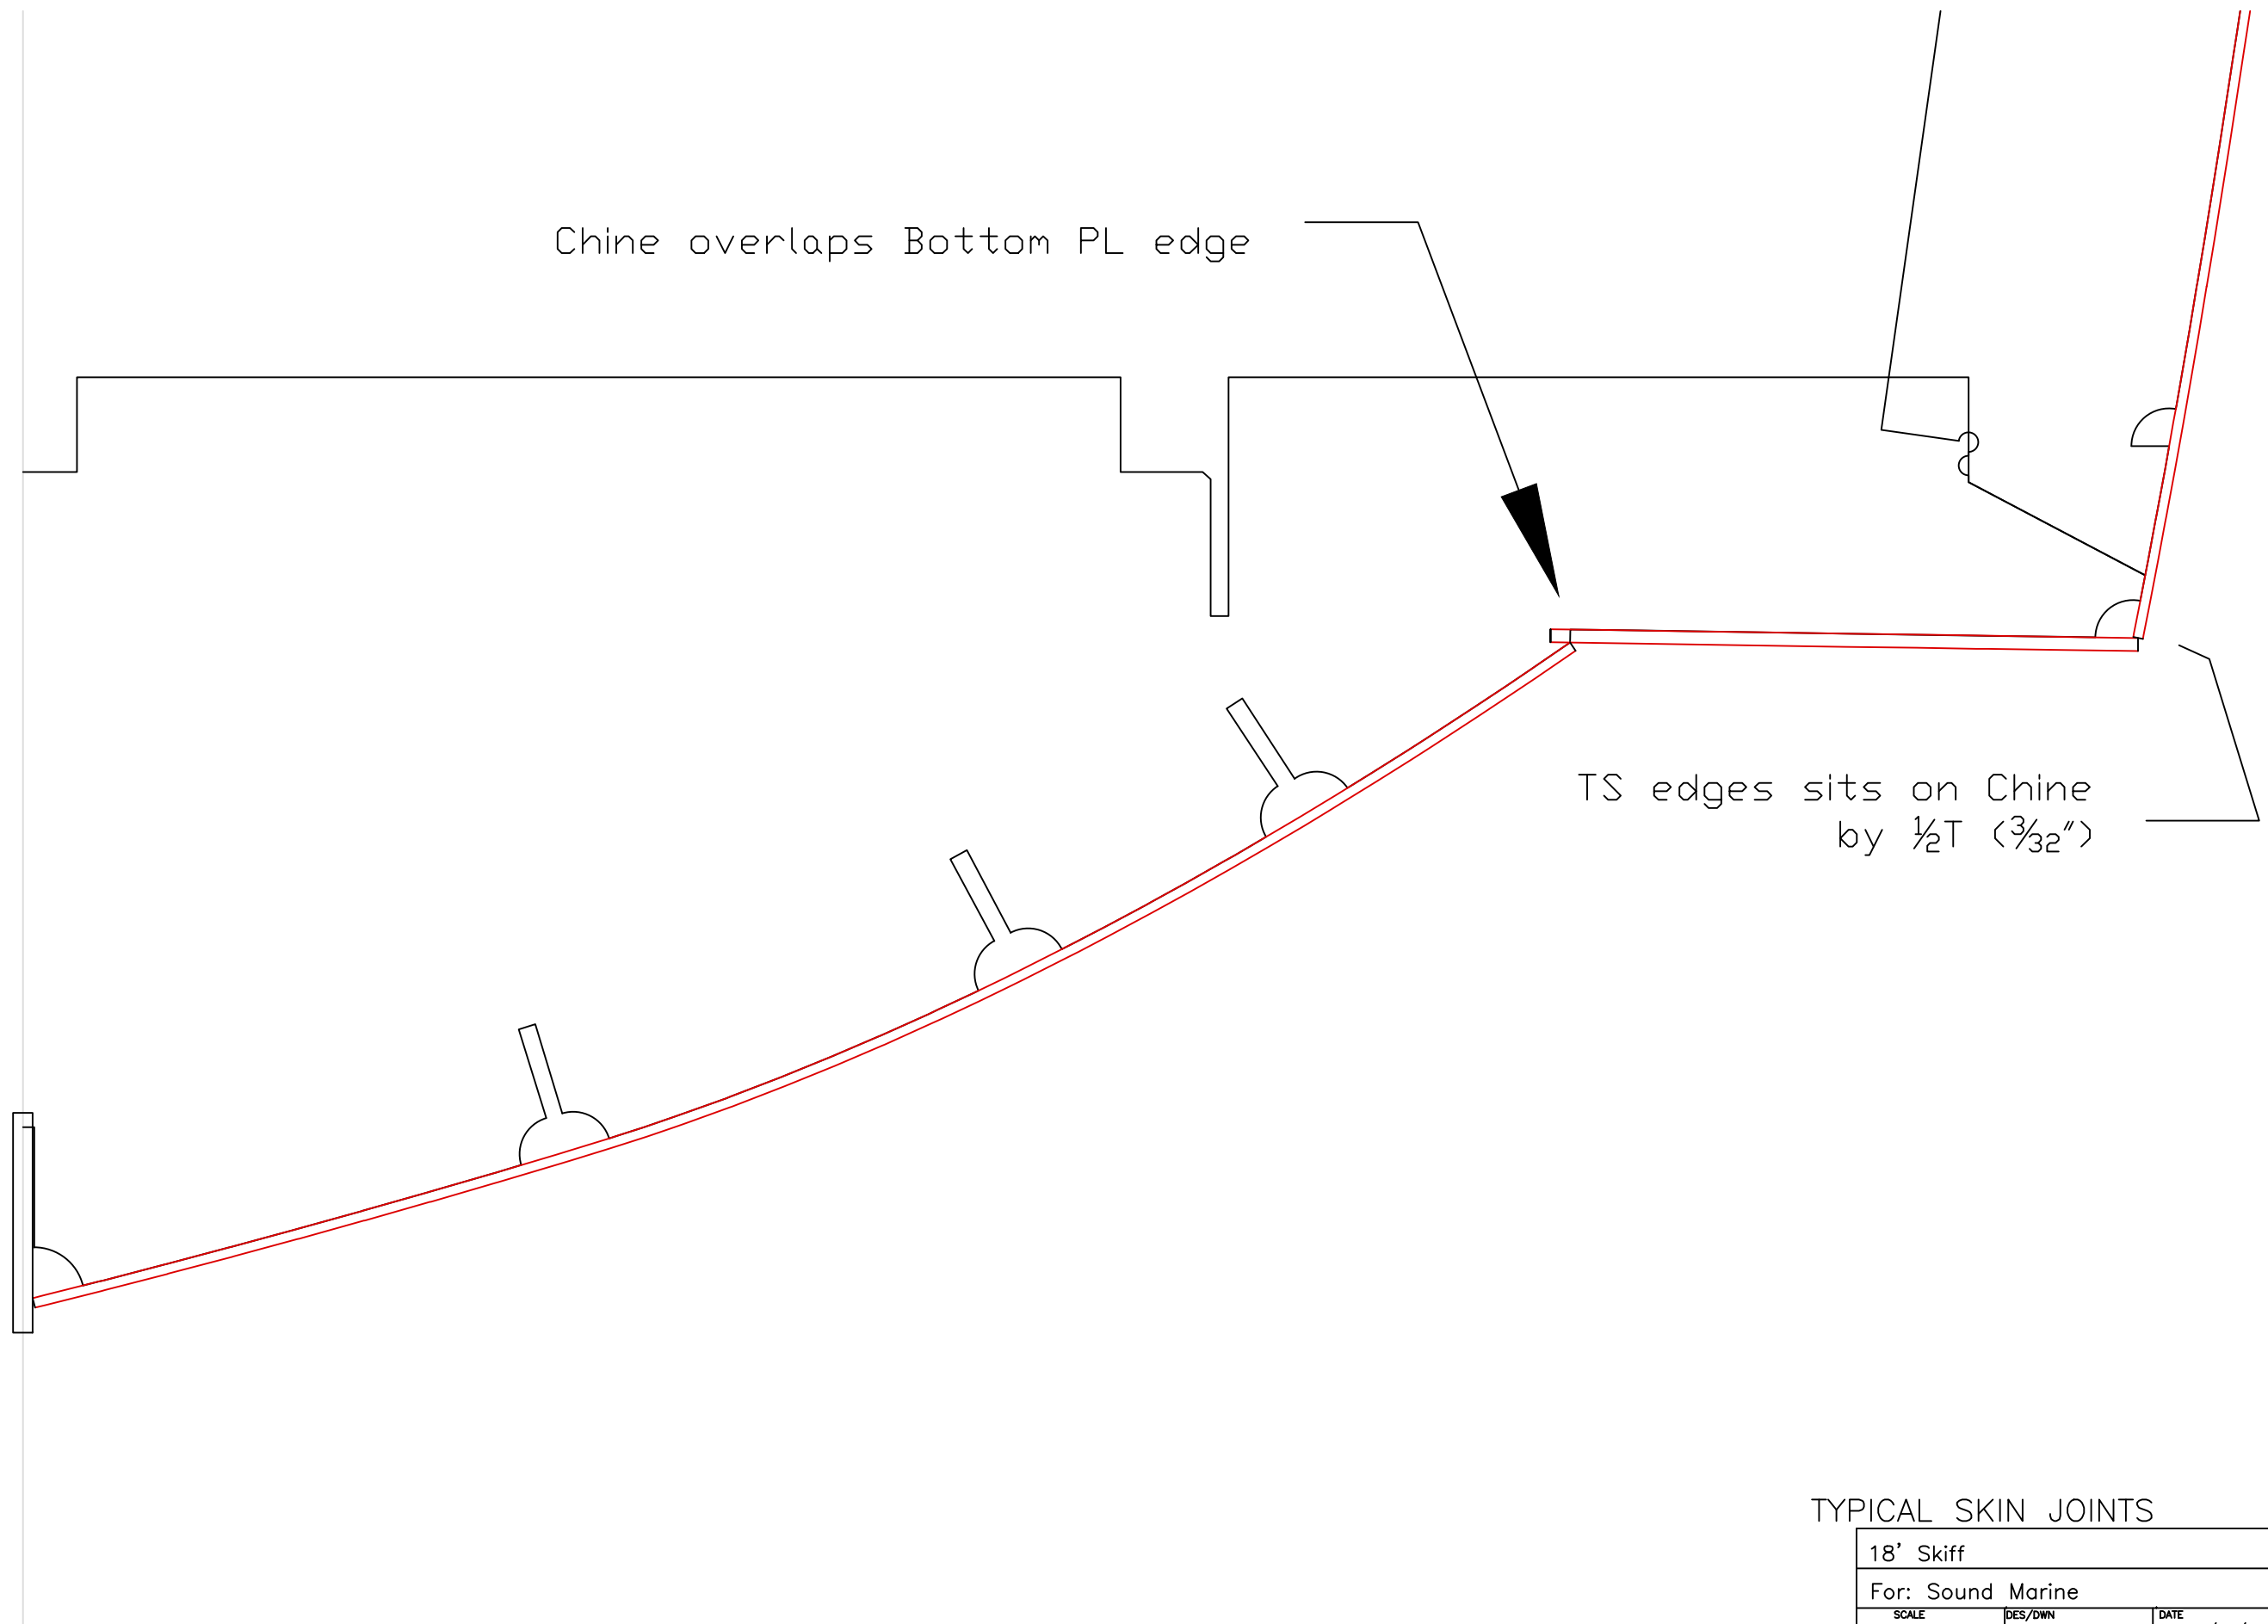 Chine overlaps Bottom PL edge
TS edges sits on Chine
by ½T (3/32")
TYPICAL SKIN JOINTS
18' Skiff
For: Sound Marine
SCALE DES/DWN DATE